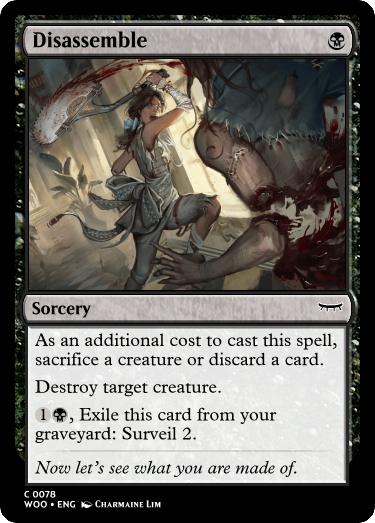 Disassemble
Sorcery
As an additional cost to cast this spell,
sacrifice a creature or discard a card.
Destroy target creature.
1, Exile this card from your
graveyard: Surveil 2.
Now let's see what you are made of.
C 0078
WOO • ENG CHARMAINE LIM